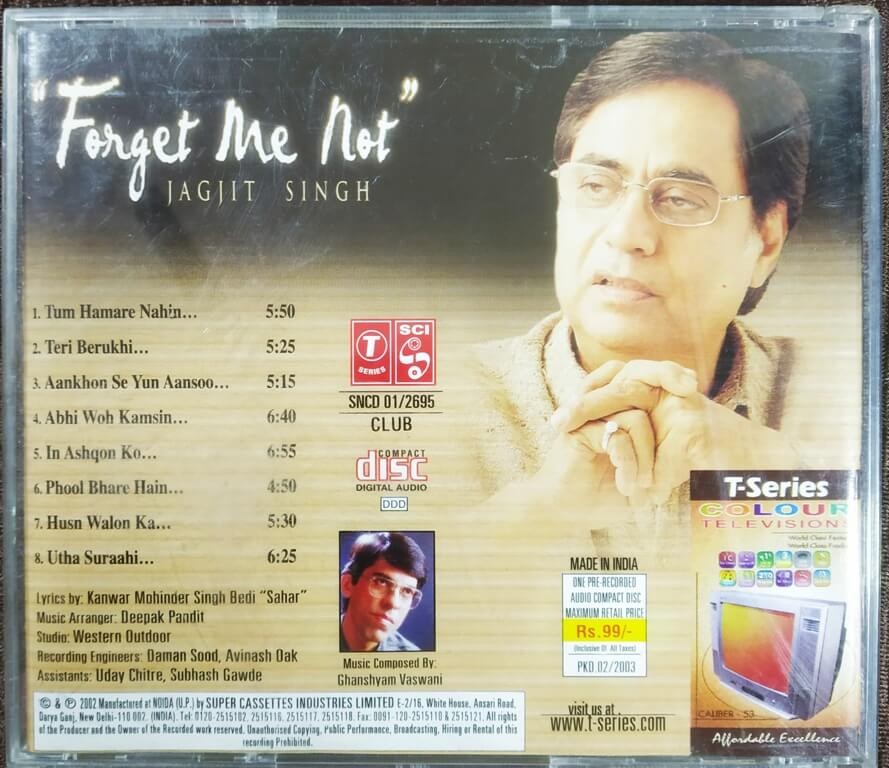 "Forget Me Not"
JAGJIT SINGH
1. Tum Hamare Nahin... 5:50
2. Teri Berukhi... 5:25
3. Aankhon Se Yun Aansoo... 5:15
4. Abhi Woh Kamsin... 6:40
5. In Ashqon Ko... 6:55
6. Phool Bhare Hain... 4:50
7. Husn Walon Ka... 5:30
8. Utha Suraahi... 6:25
Lyrics by: Kanwar Mohinder Singh Bedi "Sahar"
Music Arranger: Deepak Pandit
Studio: Western Outdoor
Recording Engineers: Daman Sood, Avinash Oak
Assistants: Uday Chitre, Subhash Gawde
T SERIES
SCI
SNCD 01/2695
CLUB
COMPACT
disc
DIGITAL AUDIO
DDD
Music Composed By:
Ghanshyam Vaswani
MADE IN INDIA
ONE PRE-RECORDED
AUDIO COMPACT DISC
MAXIMUM RETAIL PRICE
Rs.99/-
(Inclusive Of All Taxes)
PKD.02/2003
visit us at .
www.t-series.com
T-Series
COLOUR
TELEVISIONS
World Class
World Class
CALIBER - 53
Affordable Excellence
© & ℗ 2002 Manufactured at NOIDA (U.P.) by SUPER CASSETTES INDUSTRIES LIMITED E-2/16, White House, Ansari Road,
Darya Ganj, New Delhi-110 002. (INDIA). Tel: 0120-2515102, 2515116, 2515117, 2515118. Fax: 0091-120-2515110 & 2515121. All rights
of the Producer and the Owner of the Recorded work reserved. Unauthorised Copying, Public Performance, Broadcasting, Hiring or Rental of this
recording Prohibited.